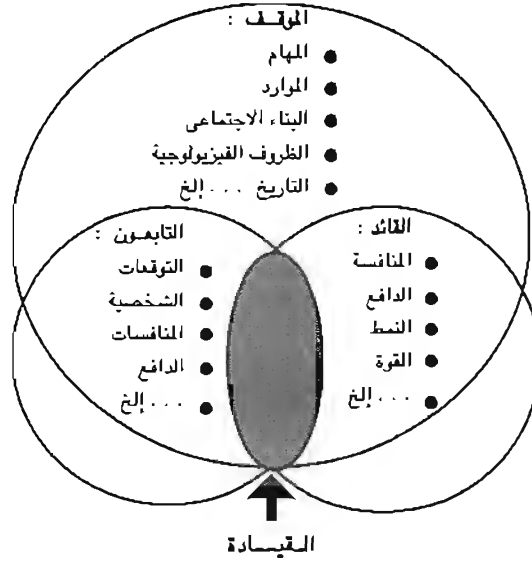 الموقف :
● المهام
● الموارد
● البناء الاجتماعى
● الظروف الفيزيولوجية
● التاريخ ... إلخ
القائد :
● المنافسة
● الدافع
● النمط
● القوة
● ... إلخ
التابعون :
● التوقعات
● الشخصية
● المنافسات
● الدافع
● ... إلخ
القيادة